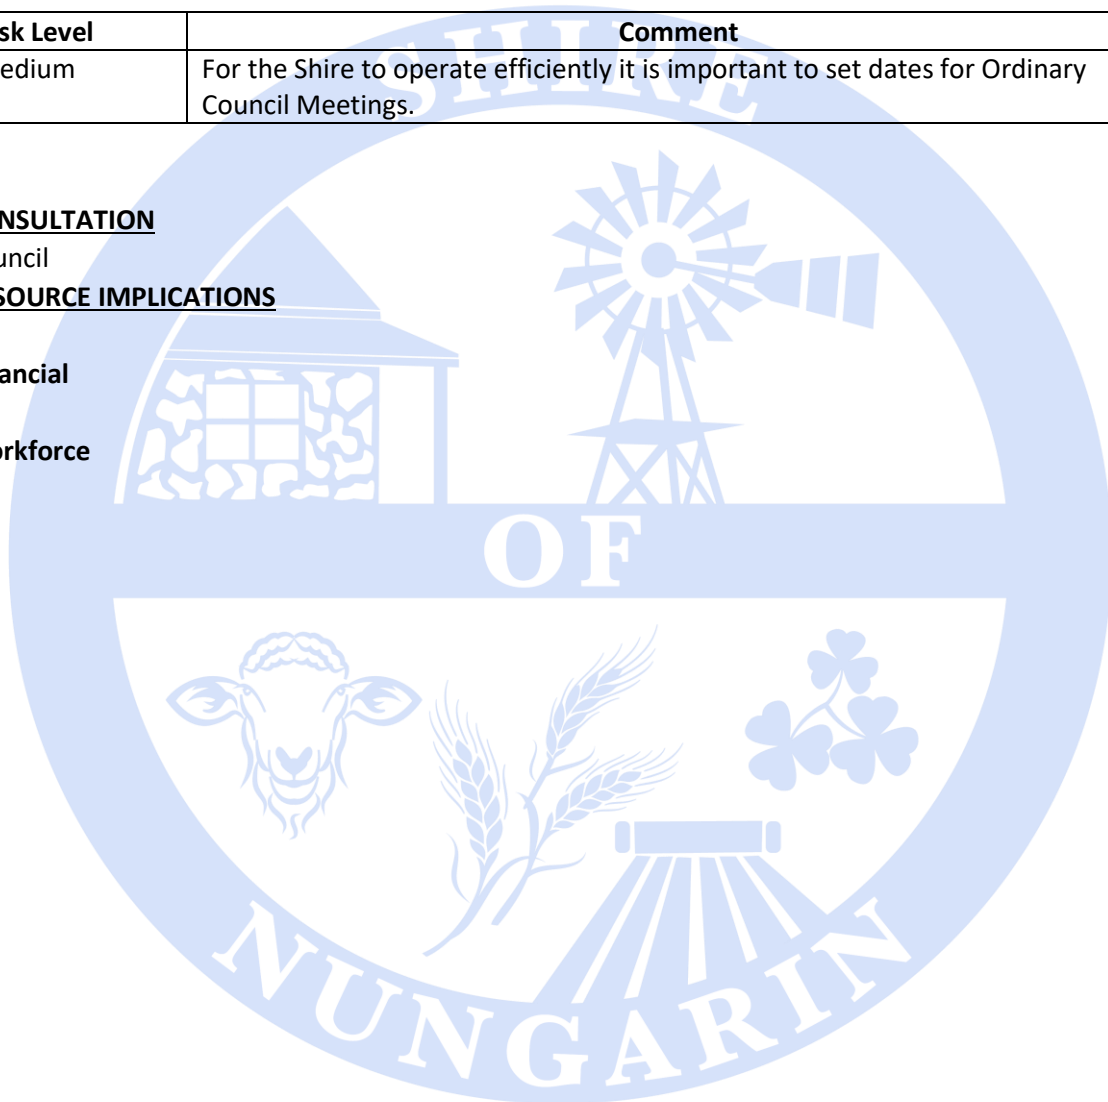 sk Level Comment
edium For the Shire to operate efficiently it is important to set dates for Ordinary
Council Meetings.
NSULTATION
uncil
SOURCE IMPLICATIONS
ancial
orkforce
SHIRE
OF
NUNGARIN